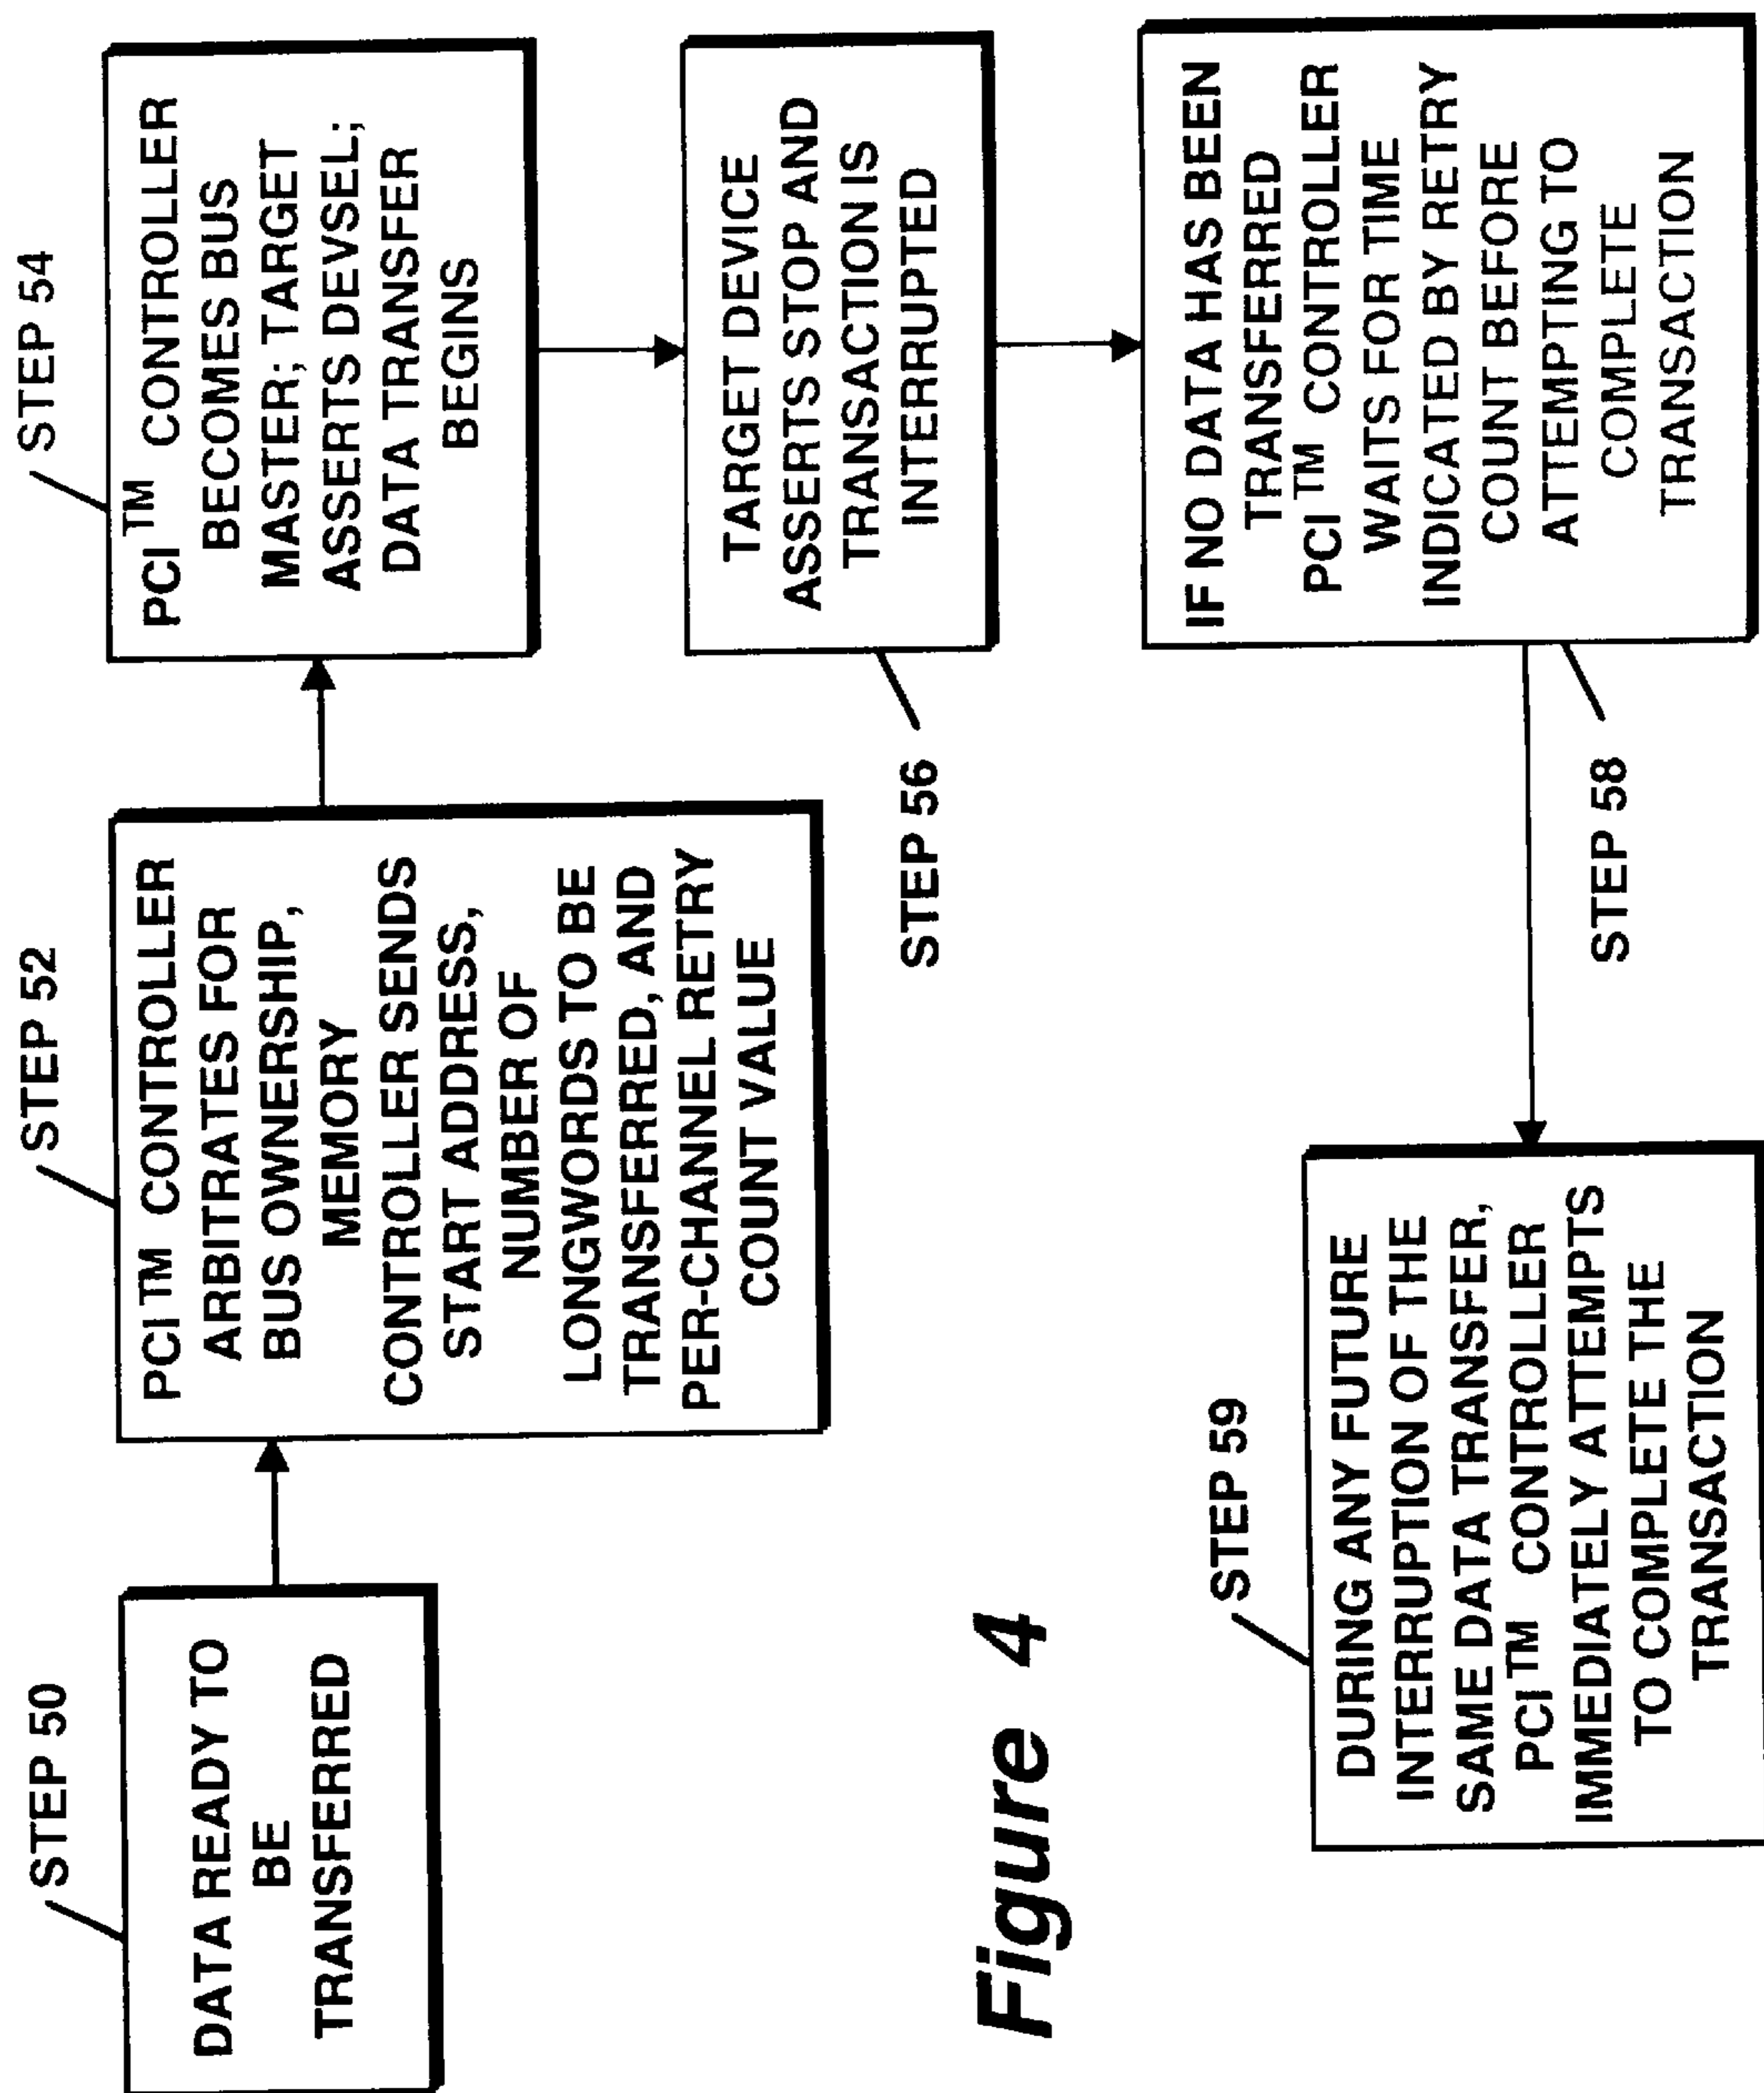 STEP 50
DATA READY TO
BE
TRANSFERRED
STEP 52
PCI™ CONTROLLER
ARBITRATES FOR
BUS OWNERSHIP,
MEMORY
CONTROLLER SENDS
START ADDRESS,
NUMBER OF
LONGWORDS TO BE
TRANSFERRED, AND
PER-CHANNEL RETRY
COUNT VALUE
STEP 54
PCI™ CONTROLLER
BECOMES BUS
MASTER; TARGET
ASSERTS DEVSEL;
DATA TRANSFER
BEGINS
TARGET DEVICE
ASSERTS STOP AND
TRANSACTION IS
INTERRUPTED
STEP 56
IF NO DATA HAS BEEN
TRANSFERRED
PCI™ CONTROLLER
WAITS FOR TIME
INDICATED BY RETRY
COUNT BEFORE
ATTEMPTING TO
COMPLETE
TRANSACTION
STEP 58
STEP 59
DURING ANY FUTURE
INTERRUPTION OF THE
SAME DATA TRANSFER,
PCI™ CONTROLLER
IMMEDIATELY ATTEMPTS
TO COMPLETE THE
TRANSACTION
Figure 4